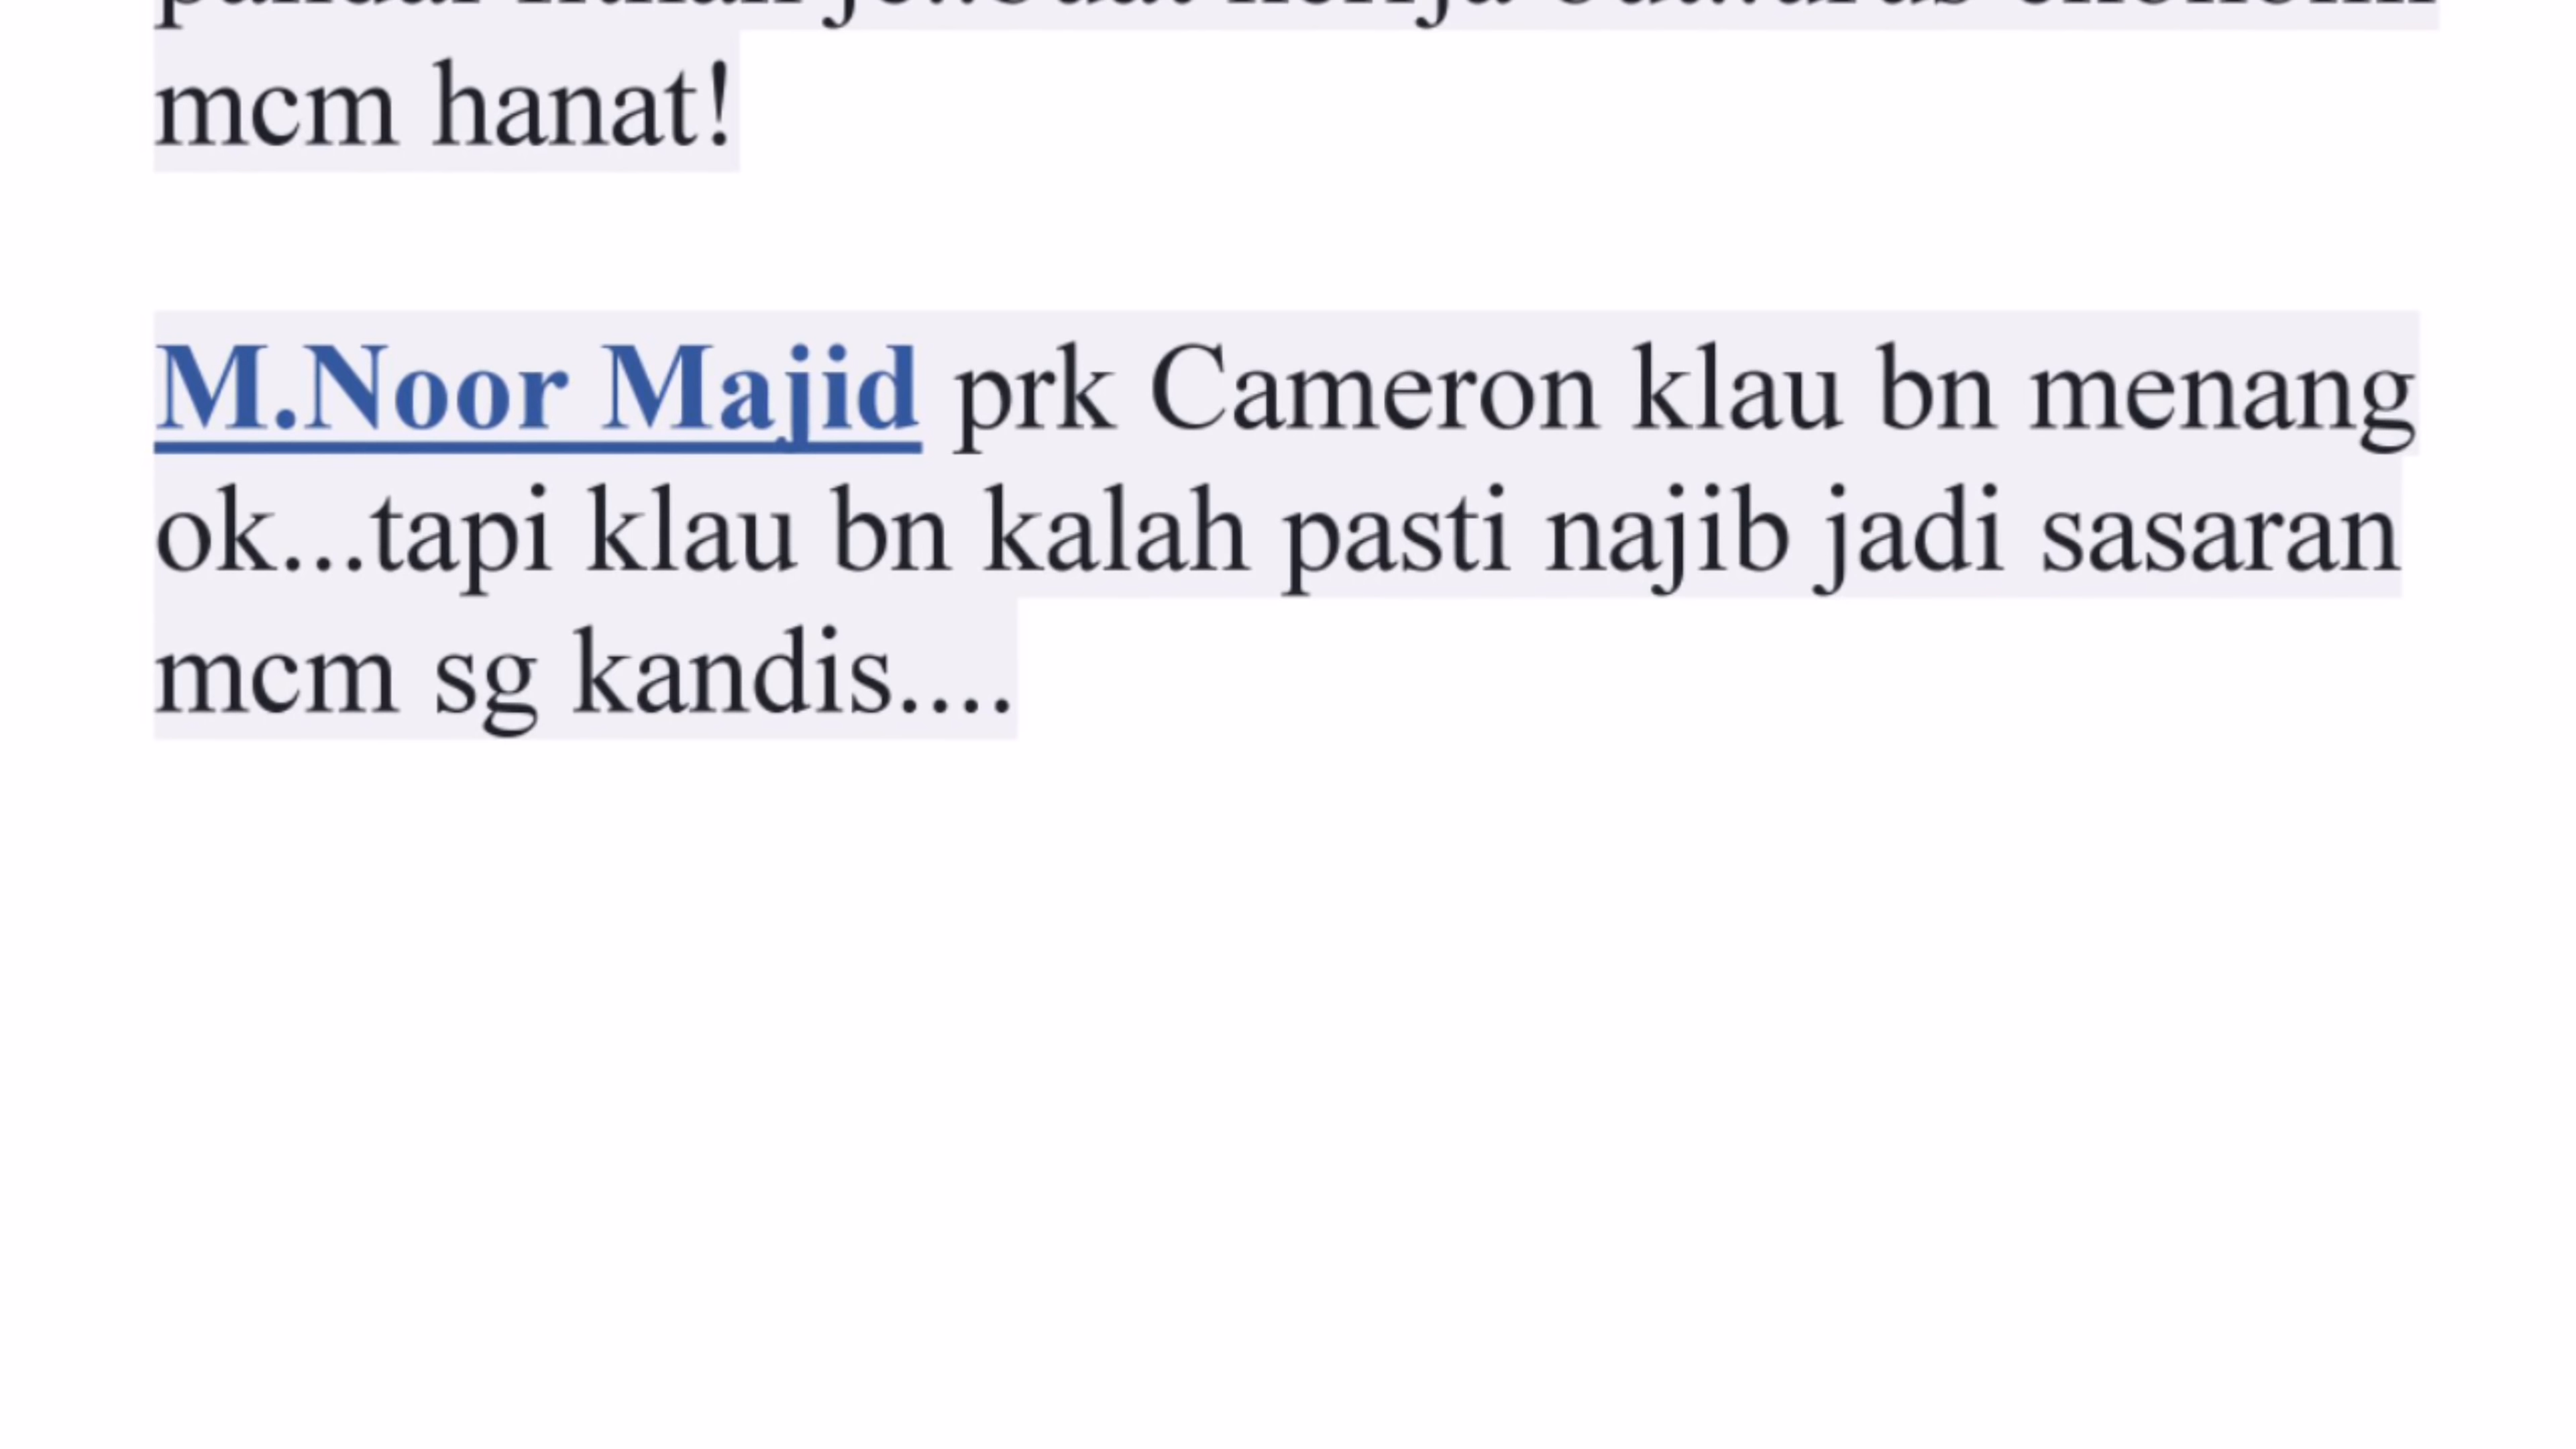 mcm hanat!
M.Noor Majid prk Cameron klau bn menang
ok...tapi klau bn kalah pasti najib jadi sasaran
mcm sg kandis....